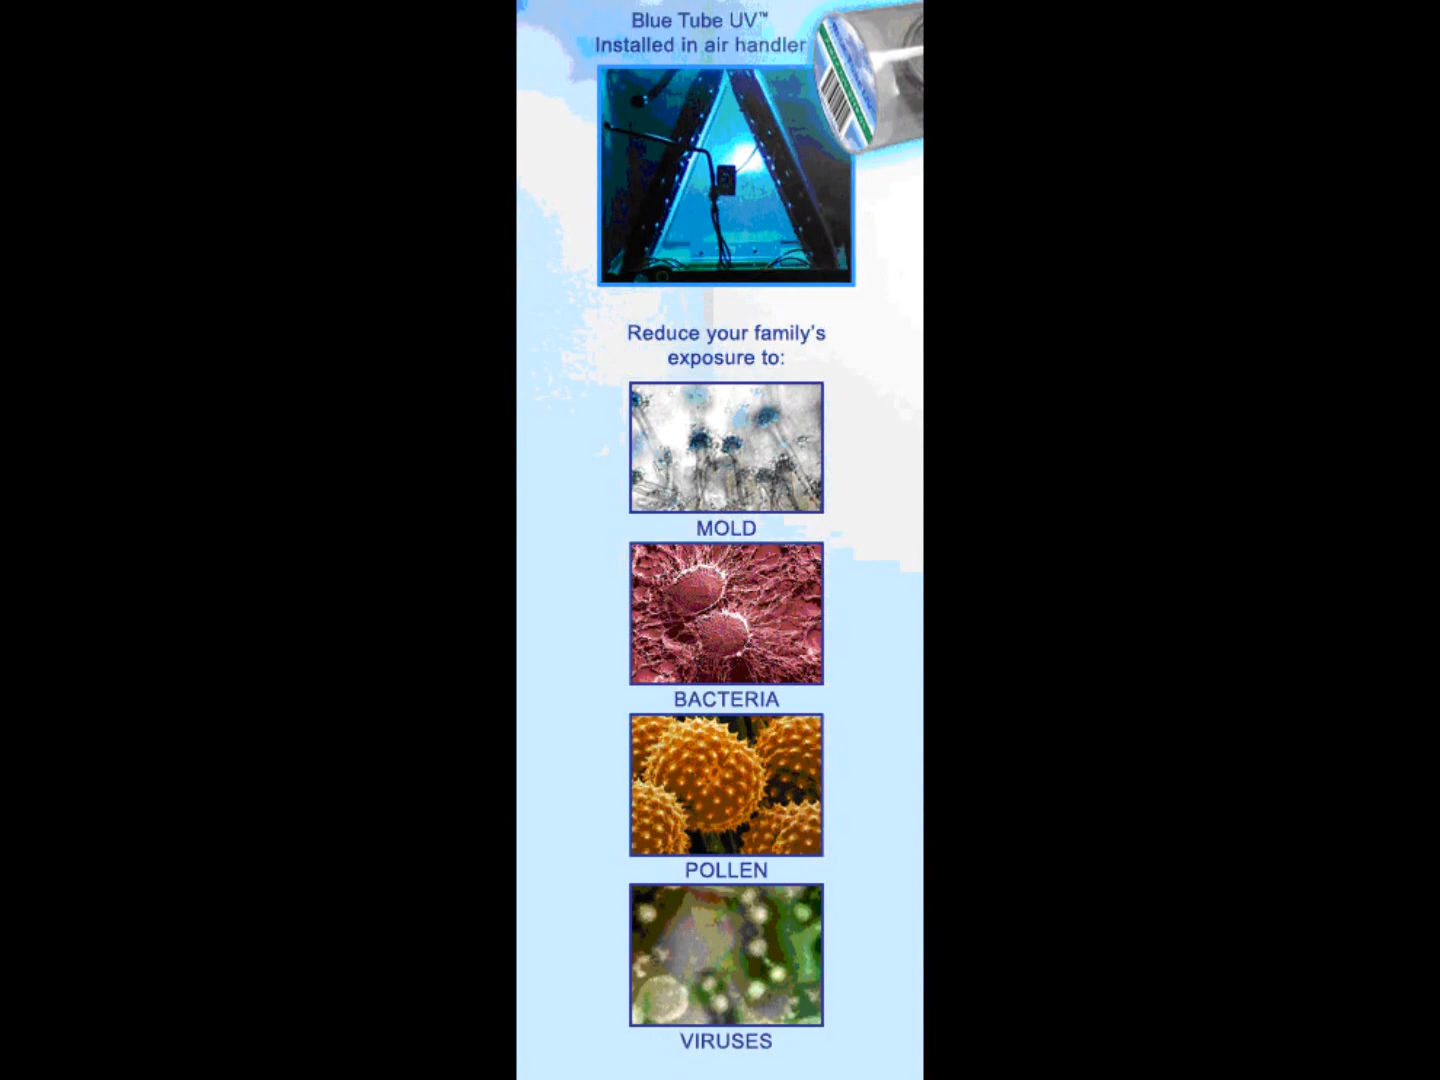 Blue Tube UV™
Installed in air handler
Reduce your family's
exposure to:
MOLD
BACTERIA
POLLEN
VIRUSES